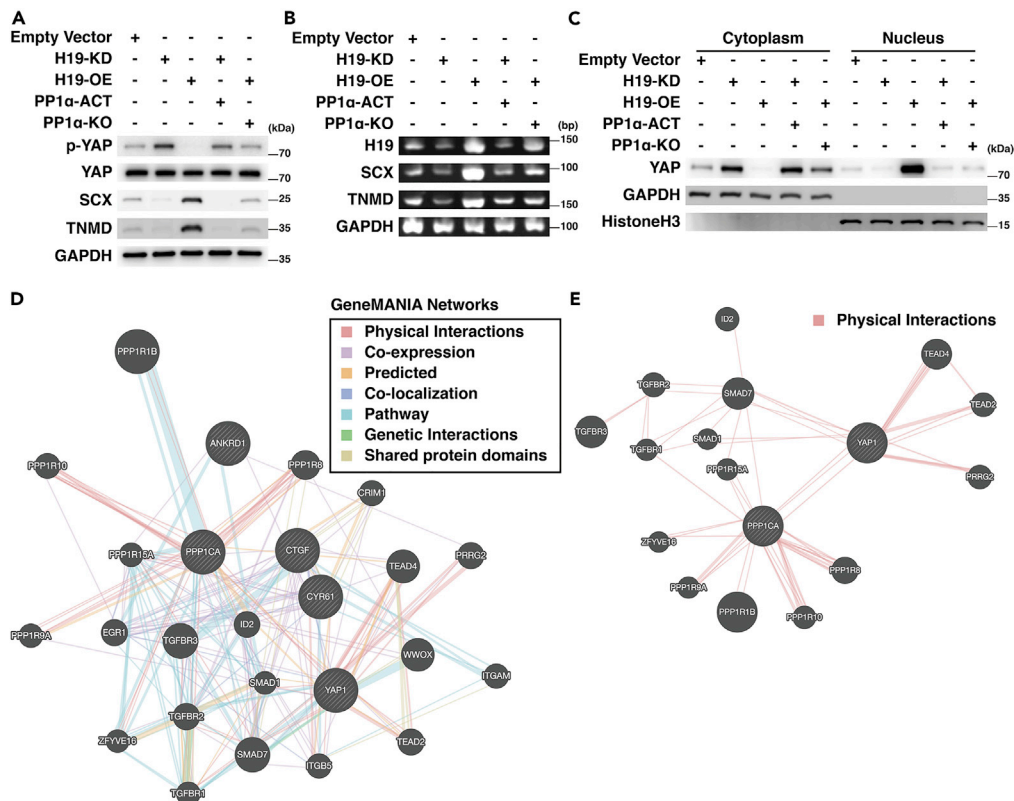 A
Empty Vector + - - - -
H19-KD - + - + -
H19-OE - - + - +
PP1α-ACT - - - + -
PP1α-KO - - - - + (kDa)
p-YAP 70
YAP 70
SCX 25
TNMD 35
GAPDH 35
B
Empty Vector + - - - -
H19-KD - + - + -
H19-OE - - + - +
PP1α-ACT - - - + -
PP1α-KO - - - - + (bp)
H19 150
SCX 100
TNMD 150
GAPDH 100
C
Cytoplasm Nucleus
Empty Vector + - - - - + - - - -
H19-KD - + - + - - + - + -
H19-OE - - + - + - - + - +
PP1α-ACT - - - + - - - - + -
PP1α-KO - - - - + - - - - + (kDa)
YAP 70
GAPDH 35
HistoneH3 15
D
GeneMANIA Networks
Physical Interactions
Co-expression
Predicted
Co-localization
Pathway
Genetic Interactions
Shared protein domains
PPP1R1B
ANKRD1
PPP1R10
PPP1R8
CRIM1
PPP1R15A
PPP1CA
CTGF
TEAD4
PRRG2
CYR61
PPP1R9A
EGR1
TGFBR3
ID2
WWOX
ITGAM
SMAD1
YAP1
TGFBR2
ZFYVE16
SMAD7
ITGB5
TEAD2
TGFBR1
E
Physical Interactions
ID2
TEAD4
TGFBR2
SMAD7
TEAD2
TGFBR3
TGFBR1
SMAD1
YAP1
PPP1R15A
PRRG2
PPP1CA
ZFYVE16
PPP1R8
PPP1R9A
PPP1R1B
PPP1R10